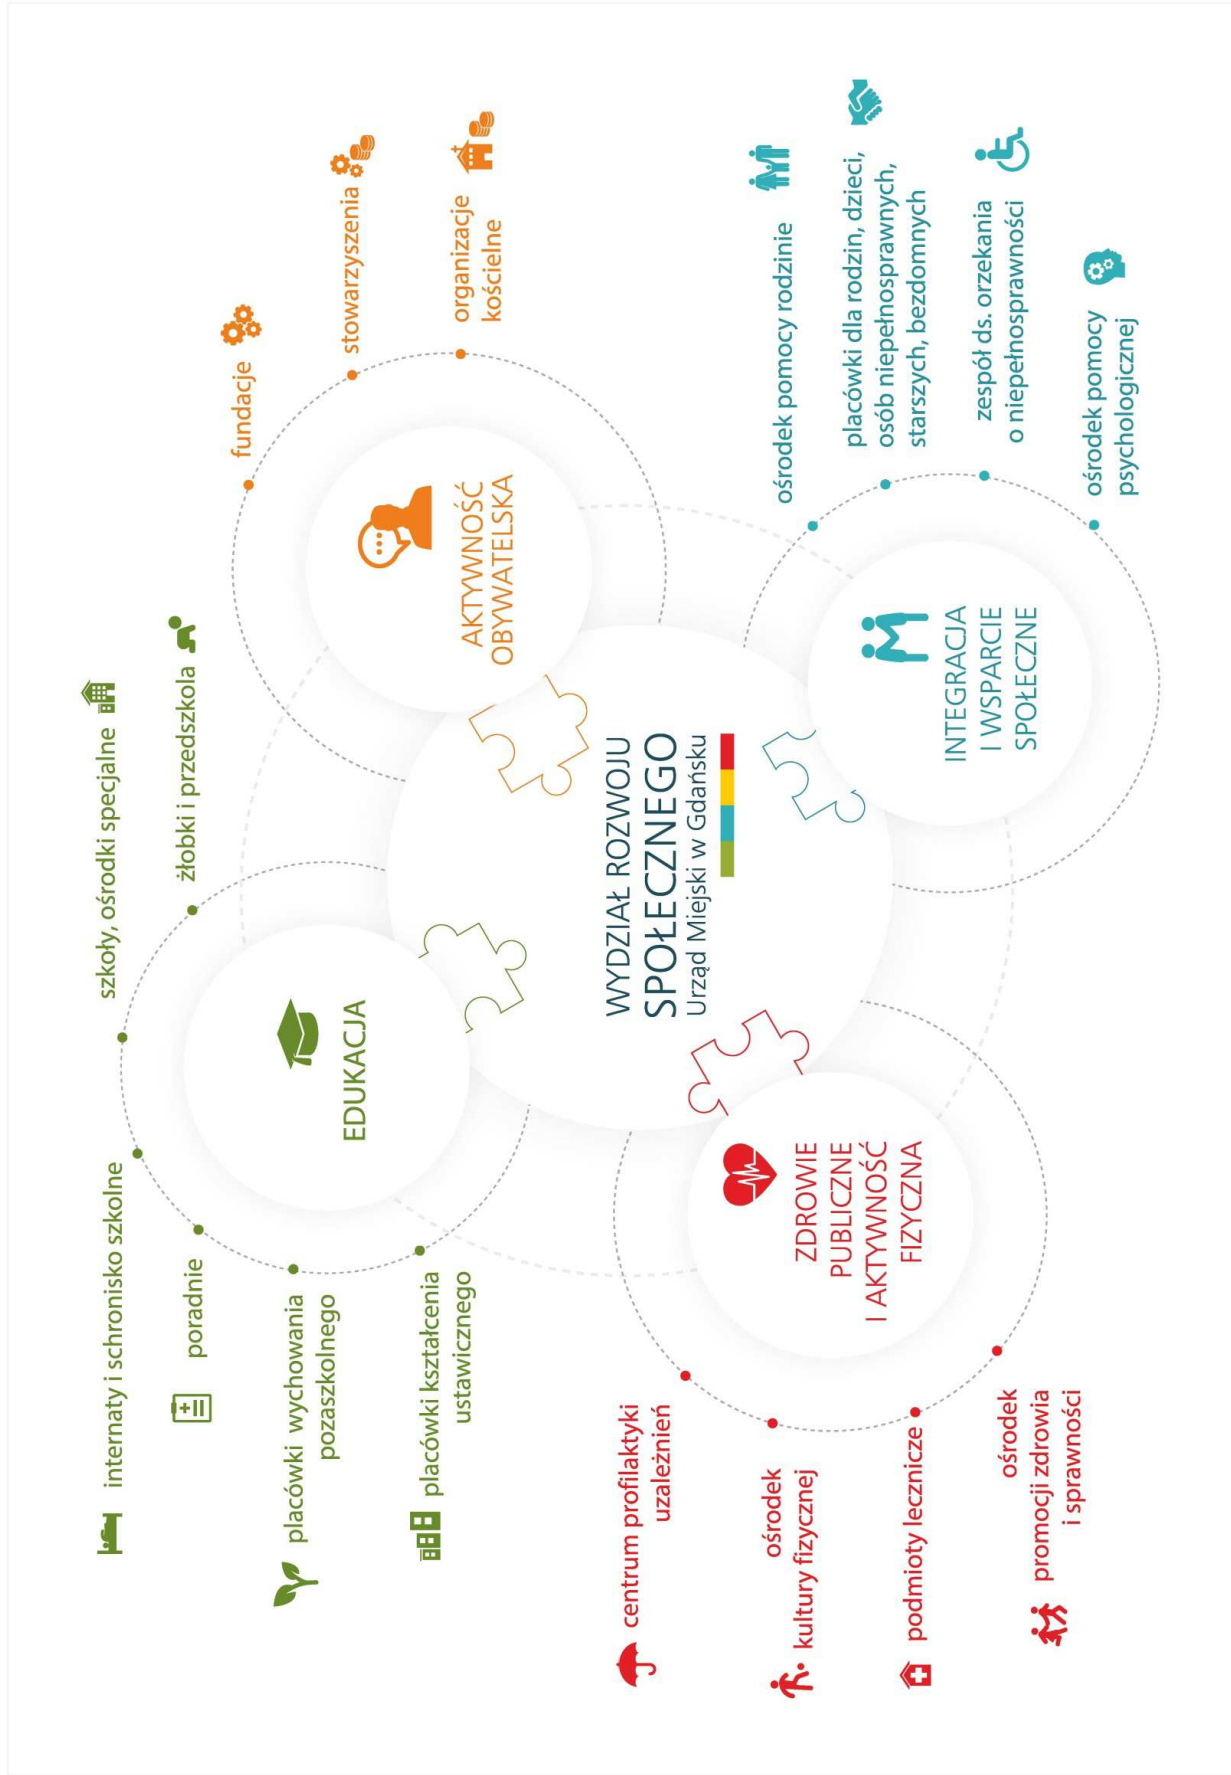 WYDZIAŁ ROZWOJU
SPOŁECZNEGO
Urząd Miejski w Gdańsku
EDUKACJA
placówki kształcenia
ustawicznego
placówki wychowania
pozaszkolnego
poradnie
internaty i schronisko szkolne
szkoły, ośrodki specjalne
żłobki i przedszkola
AKTYWNOŚĆ
OBYWATELSKA
fundacje
stowarzyszenia
organizacje
kościelne
ZDROWIE
PUBLICZNE
I AKTYWNOŚĆ
FIZYCZNA
centrum profilaktyki
uzależnień
ośrodek
kultury fizycznej
podmioty lecznicze
ośrodek
promocji zdrowia
i sprawności
INTEGRACJA
I WSPARCIE
SPOŁECZNE
ośrodek pomocy rodzinie
placówki dla rodzin, dzieci,
osób niepełnosprawnych,
starszych, bezdomnych
zespół ds. orzekania
o niepełnosprawności
ośrodek pomocy
psychologicznej